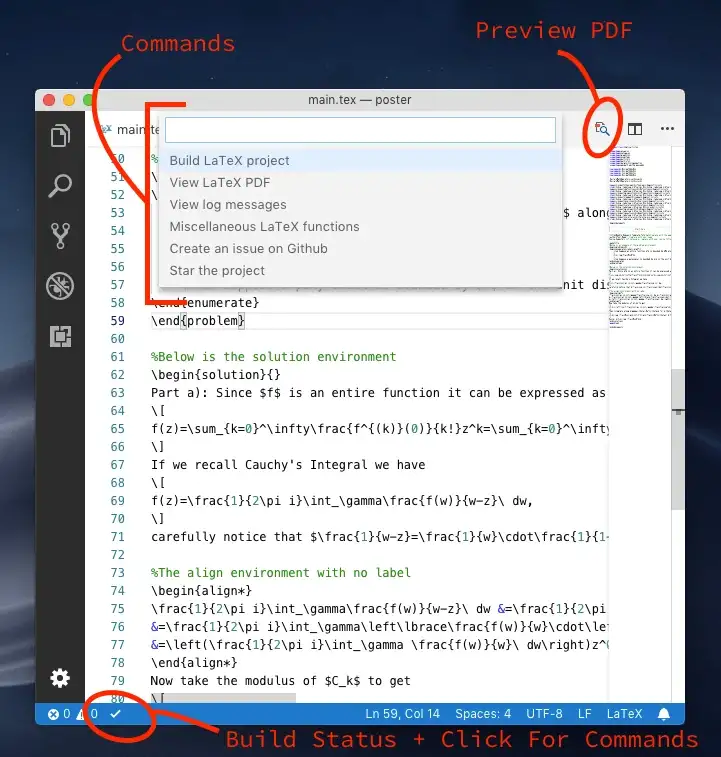 Preview PDF
Commands
main.tex — poster
main.te
Build LaTeX project
View LaTeX PDF
View log messages
Miscellaneous LaTeX functions
Create an issue on Github
Star the project
50 %
51 \
52 \
53 $ along
54
55
56
57 nit dis
58 \end{enumerate}
59 \end{problem}
60
61 %Below is the solution environment
62 \begin{solution}{}
63 Part a): Since $f$ is an entire function it can be expressed as
64 \[
65 f(z)=\sum_{k=0}^\infty\frac{f^{(k)}(0)}{k!}z^k=\sum_{k=0}^\infty
66 \]
67 If we recall Cauchy's Integral we have
68 \[
69 f(z)=\frac{1}{2\pi i}\int_\gamma\frac{f(w)}{w-z}\ dw,
70 \]
71 carefully notice that $\frac{1}{w-z}=\frac{1}{w}\cdot\frac{1}{1-
72
73 %The align environment with no label
74 \begin{align*}
75 \frac{1}{2\pi i}\int_\gamma\frac{f(w)}{w-z}\ dw &=\frac{1}{2\pi
76 &=\frac{1}{2\pi i}\int_\gamma\left\lbrace\frac{f(w)}{w}\cdot\lef
77 &=\left(\frac{1}{2\pi i}\int_\gamma \frac{f(w)}{w}\ dw\right)z^0
78 \end{align*}
79 Now take the modulus of $C_k$ to get
80 \[
0 0 Ln 59, Col 14 Spaces: 4 UTF-8 LF LaTeX
Build Status + Click For Commands